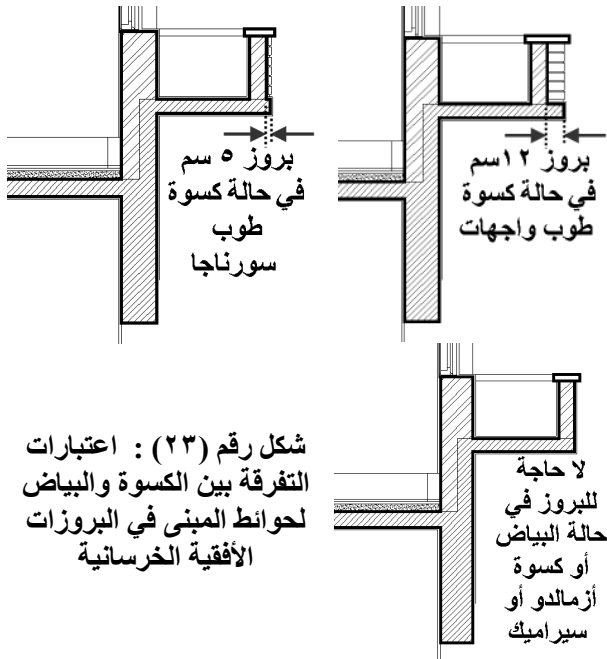 بروز ١٢سم
في حالة كسوة
طوب واجهات
بروز ٥ سم
في حالة كسوة
طوب
سورناجا
لا حاجة
للبروز في
حالة البياض
أو كسوة
أزمالدو أو
سيراميك
شكل رقم (٢٣) : اعتبارات
التفرقة بين الكسوة والبياض
لحوائط المبنى في البروزات
الأفقية الخرسانية